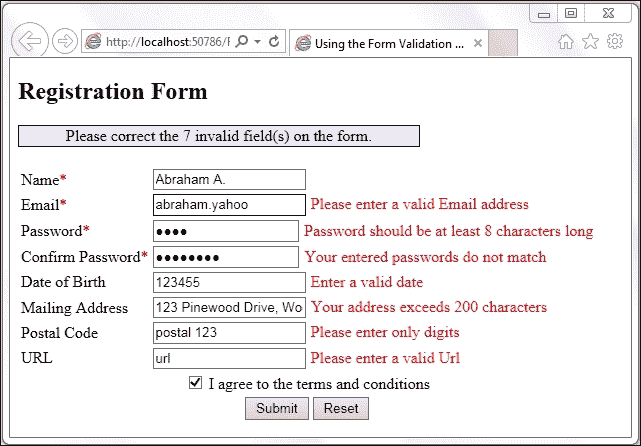 http://localhost:50786/F
Using the Form Validation ...
Registration Form
Please correct the 7 invalid field(s) on the form.
Name* Abraham A.
Email* abraham.yahoo Please enter a valid Email address
Password* ●●●● Password should be at least 8 characters long
Confirm Password* ●●●●●●●● Your entered passwords do not match
Date of Birth 123455 Enter a valid date
Mailing Address 123 Pinewood Drive, Wo Your address exceeds 200 characters
Postal Code postal 123 Please enter only digits
URL url Please enter a valid Url
I agree to the terms and conditions
Submit Reset